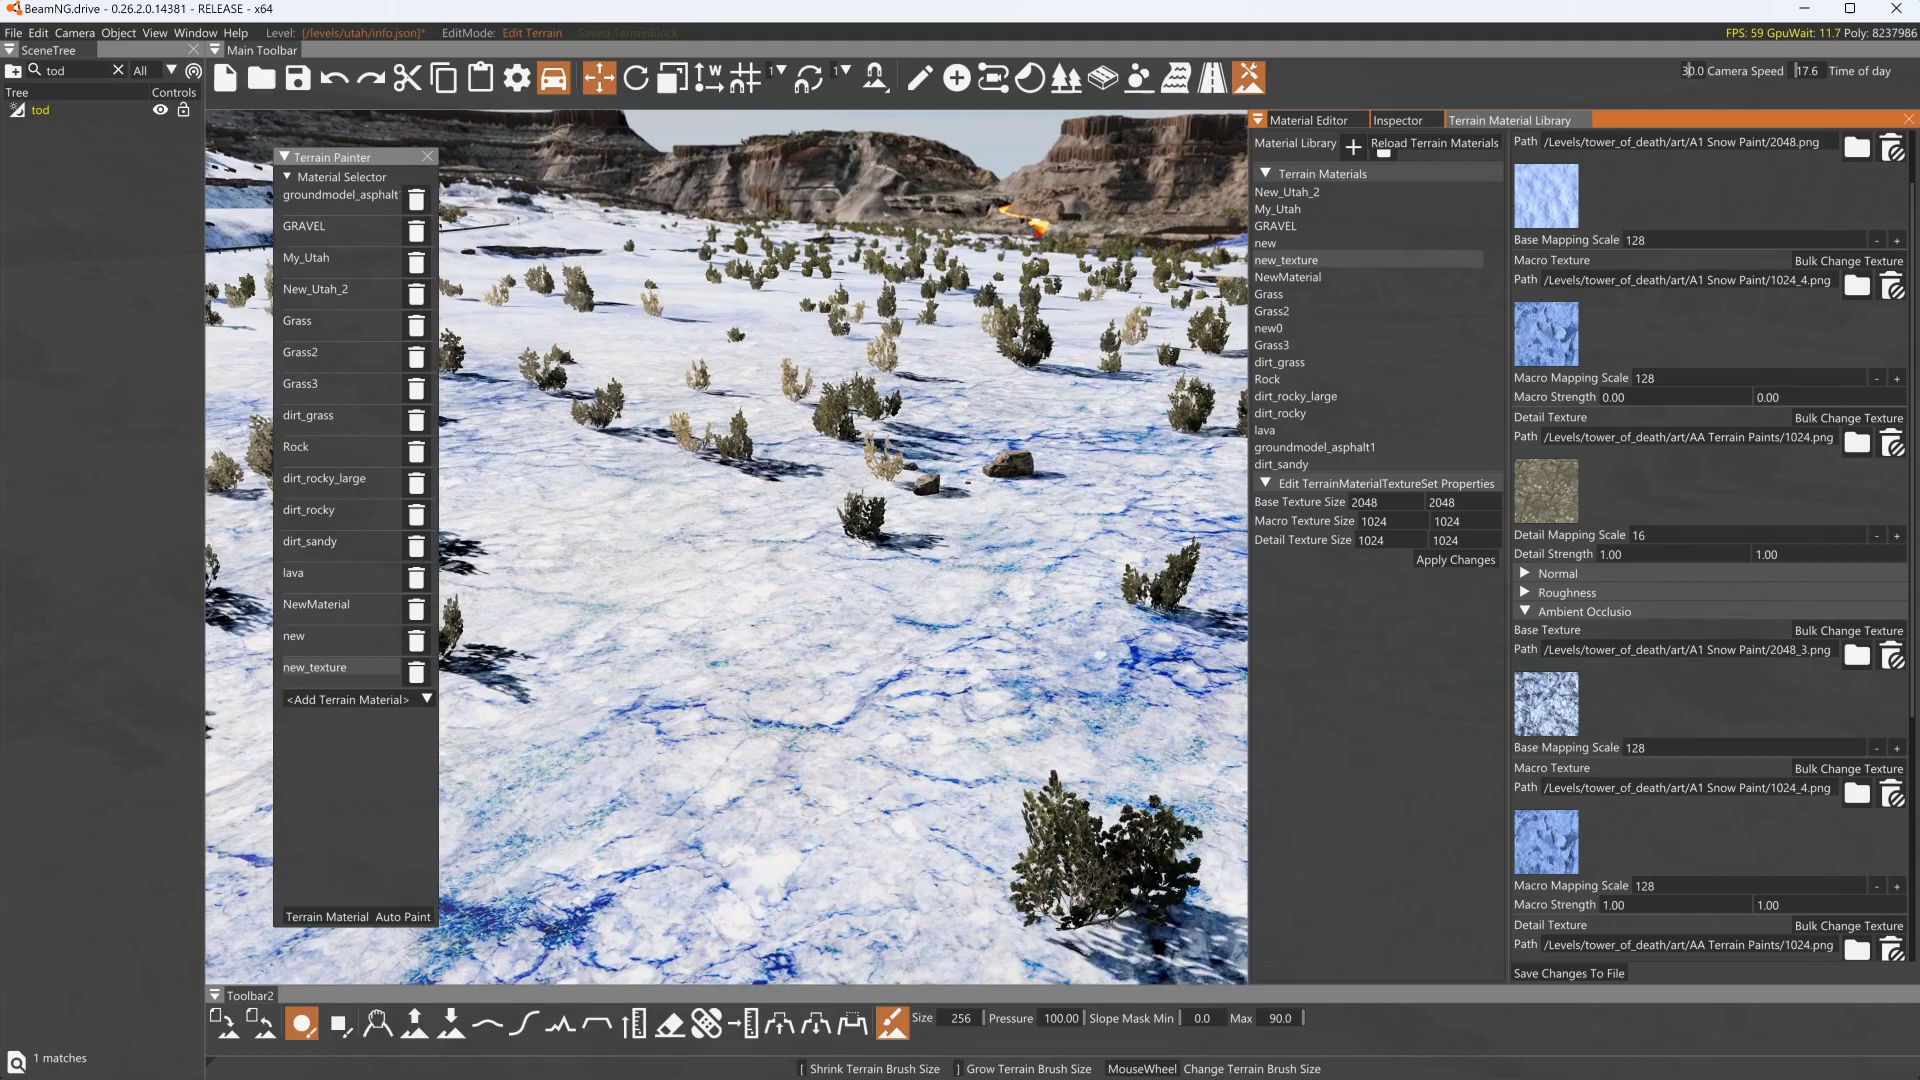 BeamNG.drive - 0.26.2.0.14381 - RELEASE - x64
File Edit Camera Object View Window Help Level: [/levels/utah/info.json]* EditMode: Edit Terrain Saved TerrainBlock FPS: 59 GpuWait: 11.7 Poly: 8237986
SceneTree
Main Toolbar
tod
All
Tree Controls
tod
1
1
30.0 Camera Speed 17.6 Time of day
Terrain Painter
Material Selector
groundmodel_asphalt
GRAVEL
My_Utah
New_Utah_2
Grass
Grass2
Grass3
dirt_grass
Rock
dirt_rocky_large
dirt_rocky
dirt_sandy
lava
NewMaterial
new
new_texture
<Add Terrain Material>
Terrain Material Auto Paint
Material Editor Inspector Terrain Material Library
Material Library + Reload Terrain Materials
Terrain Materials
New_Utah_2
My_Utah
GRAVEL
new
new_texture
NewMaterial
Grass
Grass2
new0
Grass3
dirt_grass
Rock
dirt_rocky_large
dirt_rocky
lava
groundmodel_asphalt1
dirt_sandy
Edit TerrainMaterialTextureSet Properties
Base Texture Size 2048 2048
Macro Texture Size 1024 1024
Detail Texture Size 1024 1024
Apply Changes
Path /Levels/tower_of_death/art/A1 Snow Paint/2048.png
Base Mapping Scale 128 - +
Macro Texture Bulk Change Texture
Path /Levels/tower_of_death/art/A1 Snow Paint/1024_4.png
Macro Mapping Scale 128 - +
Macro Strength 0.00 0.00
Detail Texture Bulk Change Texture
Path /Levels/tower_of_death/art/AA Terrain Paints/1024.png
Detail Mapping Scale 16 - +
Detail Strength 1.00 1.00
Normal
Roughness
Ambient Occlusio
Base Texture Bulk Change Texture
Path /Levels/tower_of_death/art/A1 Snow Paint/2048_3.png
Base Mapping Scale 128 - +
Macro Texture Bulk Change Texture
Path /Levels/tower_of_death/art/A1 Snow Paint/1024_4.png
Macro Mapping Scale 128 - +
Macro Strength 1.00 1.00
Detail Texture Bulk Change Texture
Path /Levels/tower_of_death/art/AA Terrain Paints/1024.png
Save Changes To File
Toolbar2
Size 256 Pressure 100.00 Slope Mask Min 0.0 Max 90.0
1 matches
[ Shrink Terrain Brush Size ] Grow Terrain Brush Size MouseWheel Change Terrain Brush Size